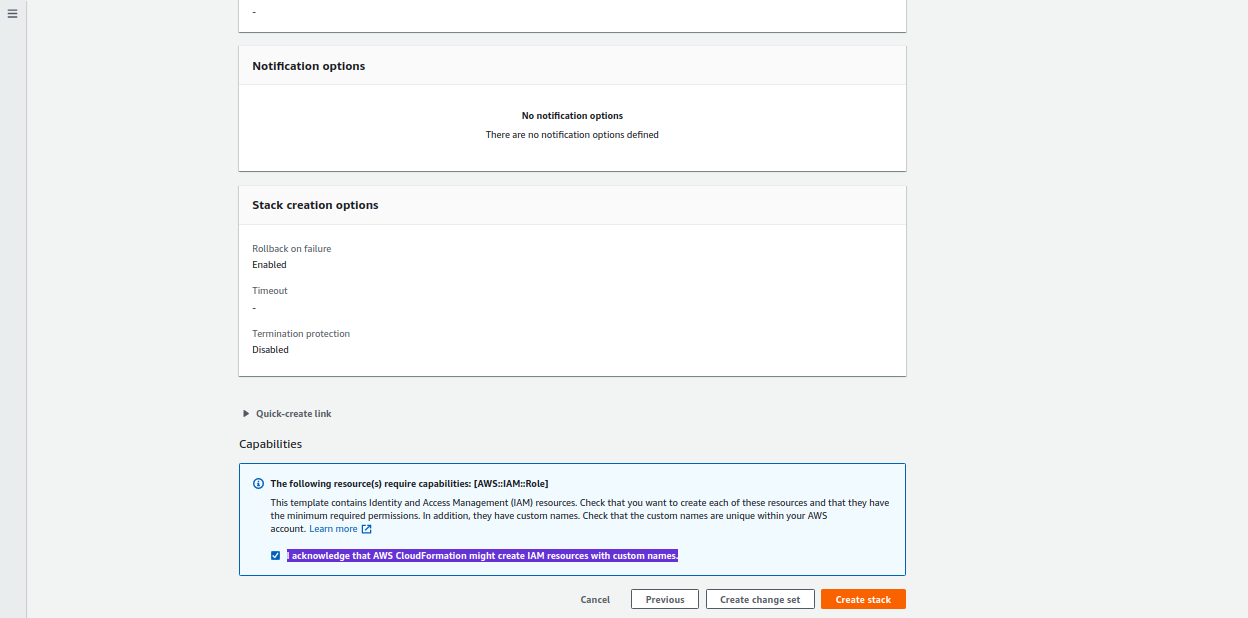 -
Notification options
No notification options
There are no notification options defined
Stack creation options
Rollback on failure
Enabled
Timeout
-
Termination protection
Disabled
Quick-create link
Capabilities
The following resource(s) require capabilities: [AWS::IAM::Role]
This template contains Identity and Access Management (IAM) resources. Check that you want to create each of these resources and that they have
the minimum required permissions. In addition, they have custom names. Check that the custom names are unique within your AWS
account. Learn more
I acknowledge that AWS CloudFormation might create IAM resources with custom names.
Cancel Previous Create change set Create stack